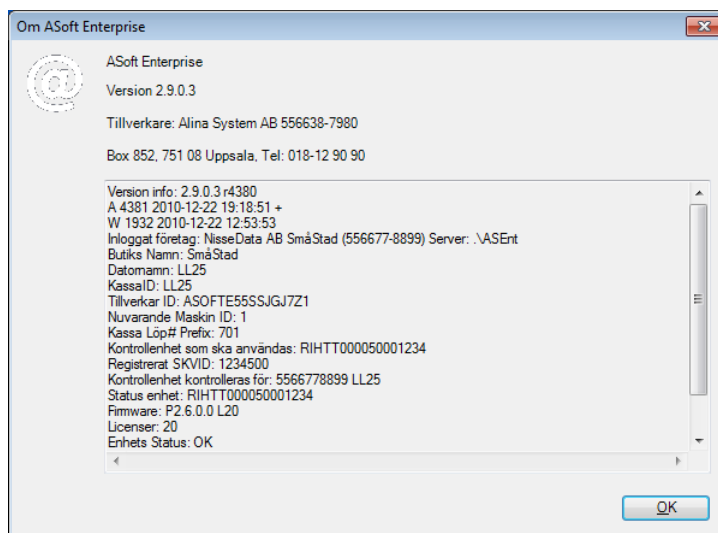 Om ASoft Enterprise
@
ASoft Enterprise
Version 2.9.0.3
Tillverkare: Alina System AB 556638-7980
Box 852, 751 08 Uppsala, Tel: 018-12 90 90
Version info: 2.9.0.3 r4380
A 4381 2010-12-22 19:18:51 +
W 1932 2010-12-22 12:53:53
Inloggat företag: NisseData AB SmåStad (556677-8899) Server: .\ASEnt
Butiks Namn: SmåStad
Datornamn: LL25
KassaID: LL25
Tillverkar ID: ASOFTE55SSJGJ7Z1
Nuvarande Maskin ID: 1
Kassa Löp# Prefix: 701
Kontrollenhet som ska användas: RIHTT000050001234
Registrerat SKVID: 1234500
Kontrollenhet kontrolleras för: 5566778899 LL25
Status enhet: RIHTT000050001234
Firmware: P2.6.0.0 L20
Licenser: 20
Enhets Status: OK
OK